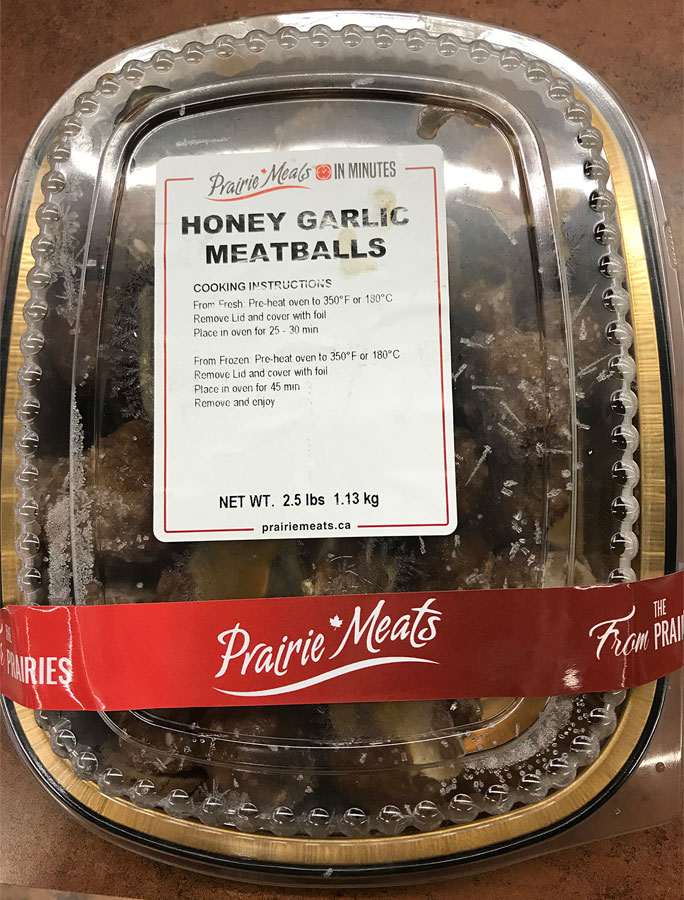 Prairie Meats IN MINUTES
HONEY GARLIC
MEATBALLS
COOKING INSTRUCTIONS
From Fresh: Pre-heat oven to 350°F or 180°C
Remove Lid and cover with foil
Place in oven for 25 - 30 min
From Frozen: Pre-heat oven to 350°F or 180°C
Remove Lid and cover with foil
Place in oven for 45 min
Remove and enjoy
NET WT. 2.5 lbs 1.13 kg
prairiemeats.ca
THE
PRAIRIES
Prairie Meats
From THE
PRAI